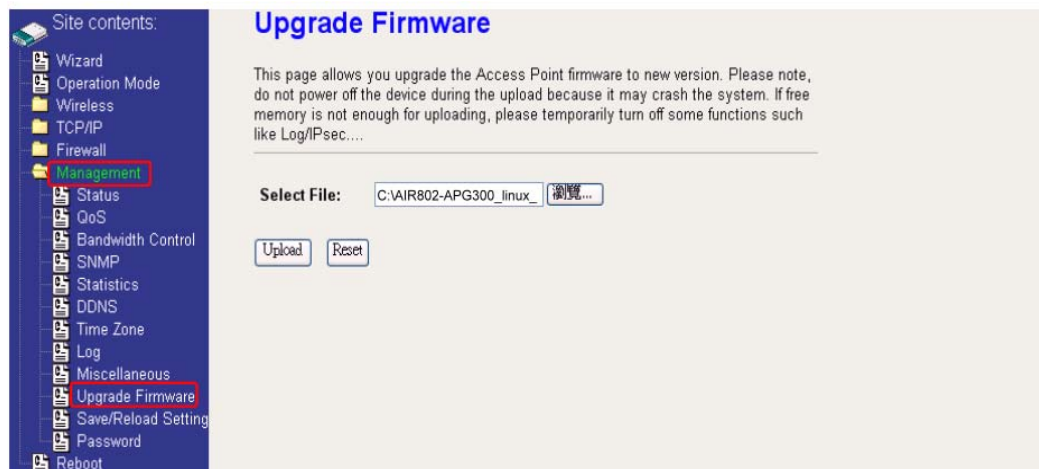 Site contents:
Wizard
Operation Mode
Wireless
TCP/IP
Firewall
Management
Status
QoS
Bandwidth Control
SNMP
Statistics
DDNS
Time Zone
Log
Miscellaneous
Upgrade Firmware
Save/Reload Setting
Password
Reboot
Upgrade Firmware
This page allows you upgrade the Access Point firmware to new version. Please note,
do not power off the device during the upload because it may crash the system. If free
memory is not enough for uploading, please temporarily turn off some functions such
like Log/IPsec....
Select File: C:\AIR802-APG300_linux_ 瀏覽...
Upload Reset